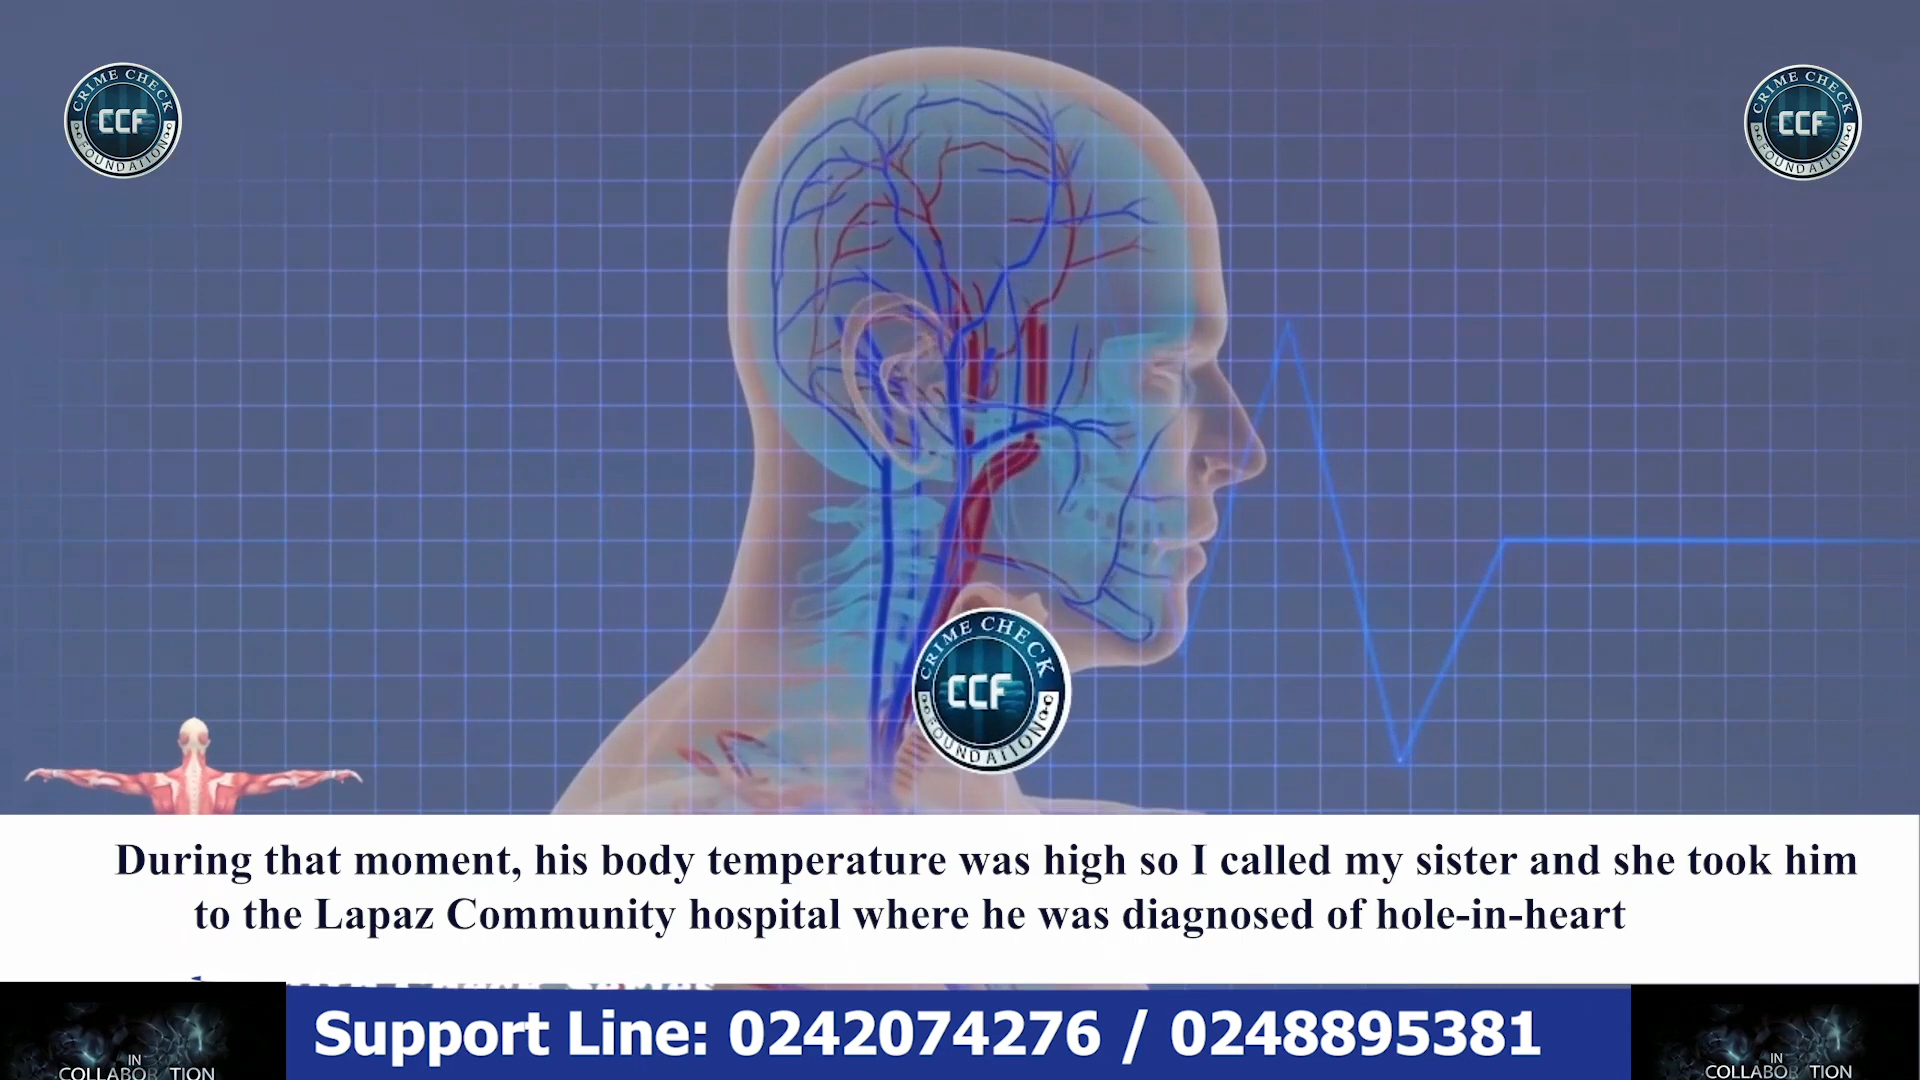 CRIME CHECK
CCF
FOUNDATION
CRIME CHECK
CCF
FOUNDATION
CRIME CHECK
CCF
FOUNDATION
During that moment, his body temperature was high so I called my sister and she took him
to the Lapaz Community hospital where he was diagnosed of hole-in-heart
Support Line: 0242074276 / 0248895381
IN
COLLABORATION
IN
COLLABORATION